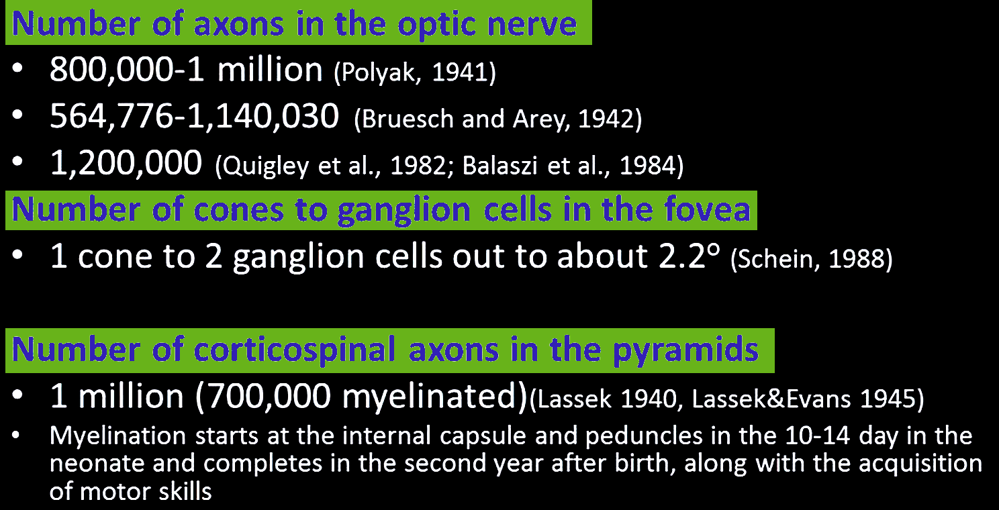 Number of axons in the optic nerve
• 800,000-1 million (Polyak, 1941)
• 564,776-1,140,030 (Bruesch and Arey, 1942)
• 1,200,000 (Quigley et al., 1982; Balaszi et al., 1984)
Number of cones to ganglion cells in the fovea
• 1 cone to 2 ganglion cells out to about 2.2° (Schein, 1988)
Number of corticospinal axons in the pyramids
• 1 million (700,000 myelinated)(Lassek 1940, Lassek&Evans 1945)
• Myelination starts at the internal capsule and peduncles in the 10-14 day in the
neonate and completes in the second year after birth, along with the acquisition
of motor skills